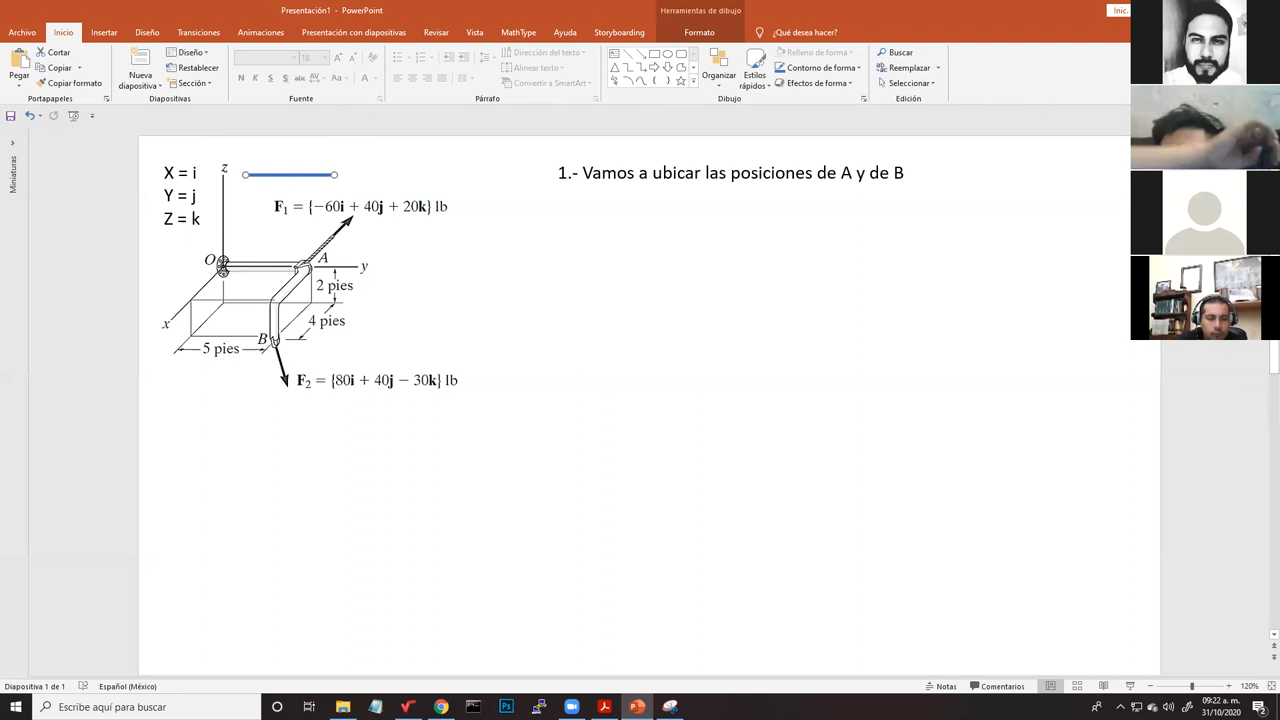 Presentación1 - PowerPoint
Herramientas de dibujo
Inic.
Archivo Inicio Insertar Diseño Transiciones Animaciones Presentación con diapositivas Revisar Vista MathType Ayuda Storyboarding Formato ¿Qué desea hacer?
Pegar
Cortar
Copiar
Copiar formato
Portapapeles
Nueva
diapositiva
Diseño
Restablecer
Sección
Diapositivas
18
N K S S abc AV Aa A
Fuente
Dirección del texto
Alinear texto
Convertir a SmartArt
Párrafo
Organizar
Estilos
rápidos
Relleno de forma
Contorno de forma
Efectos de forma
Dibujo
Buscar
Reemplazar
Seleccionar
Edición
Miniaturas
X = i
Y = j
Z = k
z
F1 = {−60i + 40j + 20k} lb
O
A
y
2 pies
x
4 pies
B
5 pies
F2 = {80i + 40j − 30k} lb
1.- Vamos a ubicar las posiciones de A y de B
Diapositiva 1 de 1 Español (México) Notas Comentarios 120%
Escribe aquí para buscar
09:22 a. m.
31/10/2020